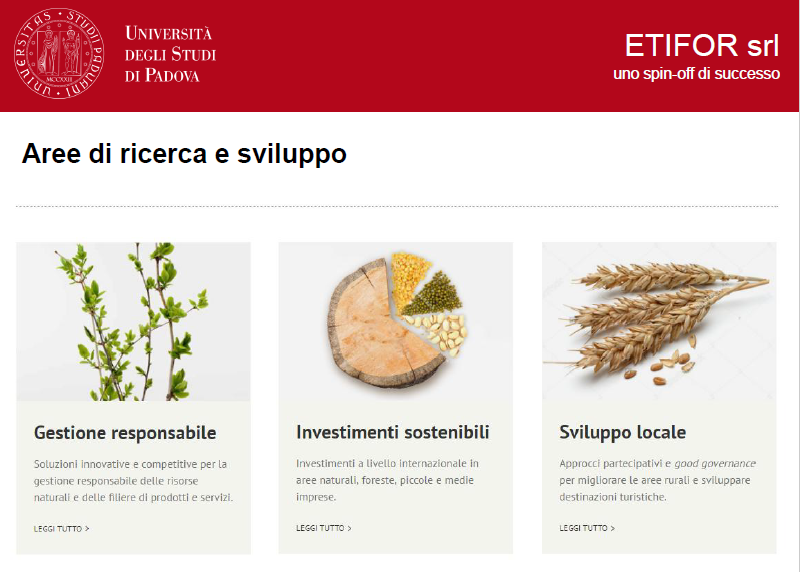 UNIVERSITAS STUDII PADUANI
MCCXXII
UNIVERSITÀ
DEGLI STUDI
DI PADOVA
ETIFOR srl
uno spin-off di successo
Aree di ricerca e sviluppo
Gestione responsabile
Soluzioni innovative e competitive per la
gestione responsabile delle risorse
naturali e delle filiere di prodotti e servizi.
LEGGI TUTTO >
Investimenti sostenibili
Investimenti a livello internazionale in
aree naturali, foreste, piccole e medie
imprese.
LEGGI TUTTO >
Sviluppo locale
Approcci partecipativi e good governance
per migliorare le aree rurali e sviluppare
destinazioni turistiche.
LEGGI TUTTO >